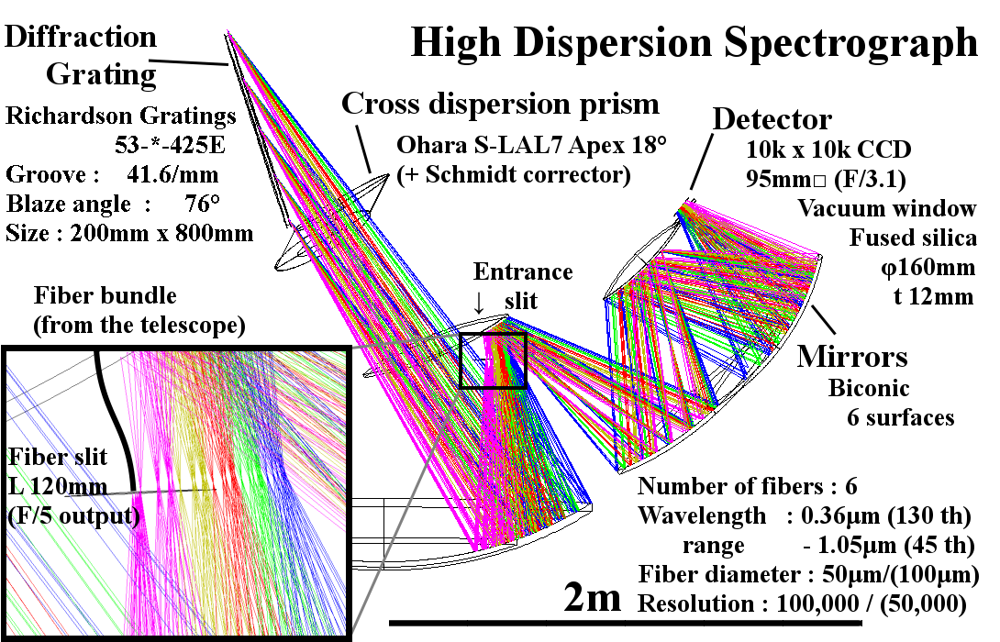 High Dispersion Spectrograph
Diffraction
Grating
Richardson Gratings
53-*-425E
Groove : 41.6/mm
Blaze angle : 76°
Size : 200mm x 800mm
Cross dispersion prism
Ohara S-LAL7 Apex 18°
(+ Schmidt corrector)
Detector
10k x 10k CCD
95mm□ (F/3.1)
Vacuum window
Fused silica
φ160mm
t 12mm
Entrance
↓ slit
Fiber bundle
(from the telescope)
Mirrors
Biconic
6 surfaces
Fiber slit
L 120mm
(F/5 output)
Number of fibers : 6
Wavelength : 0.36μm (130 th)
range - 1.05μm (45 th)
Fiber diameter : 50μm/(100μm)
Resolution : 100,000 / (50,000)
2m